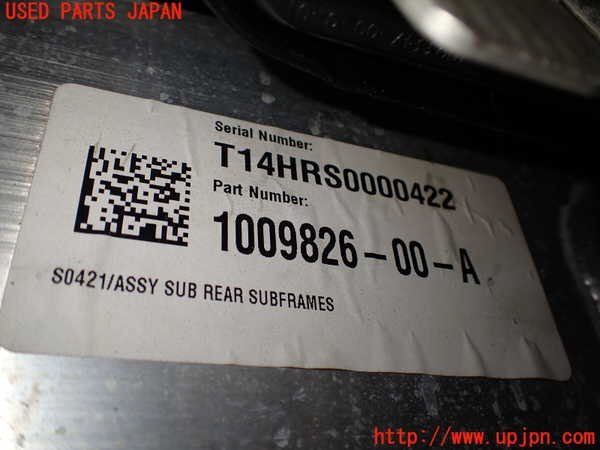 USED PARTS JAPAN
Serial Number:
T14HRS0000422
Part Number:
1009826-00-A
S0421/ASSY SUB REAR SUBFRAMES
http://www.upjpn.com/